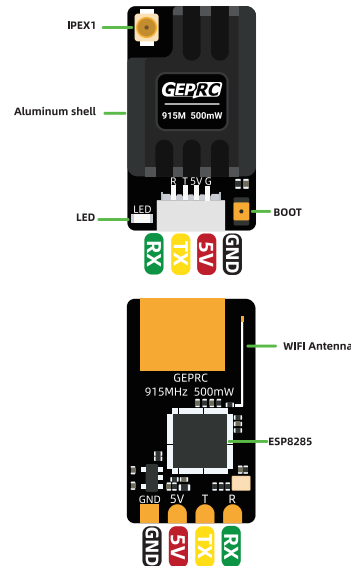 IPEX1
GEPRC
Aluminum shell
915M 500mW
R T 5V G
LED
LED
BOOT
RX
TX
5V
GND
WIFI Antenna
GEPRC
915MHz 500mW
ESP8285
GND 5V T R
GND
5V
TX
RX